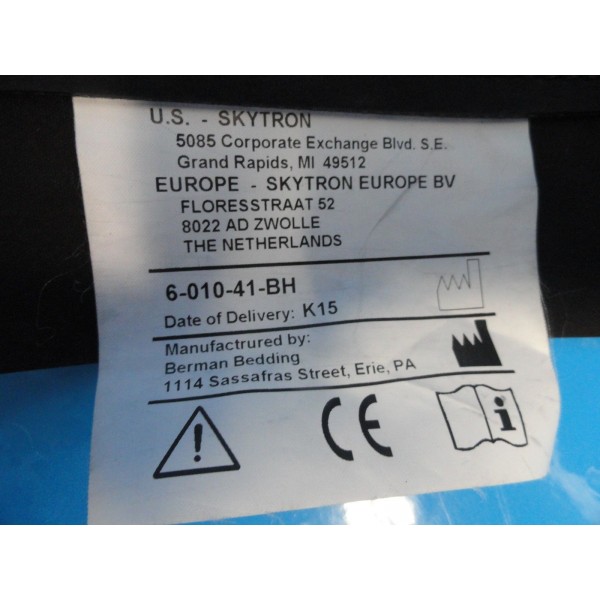 U.S. - SKYTRON
5085 Corporate Exchange Blvd. S.E.
Grand Rapids, MI 49512
EUROPE - SKYTRON EUROPE BV
FLORESSTRAAT 52
8022 AD ZWOLLE
THE NETHERLANDS
6-010-41-BH
Date of Delivery: K15
Manufactrured by:
Berman Bedding
1114 Sassafras Street, Erie, PA
! CE i